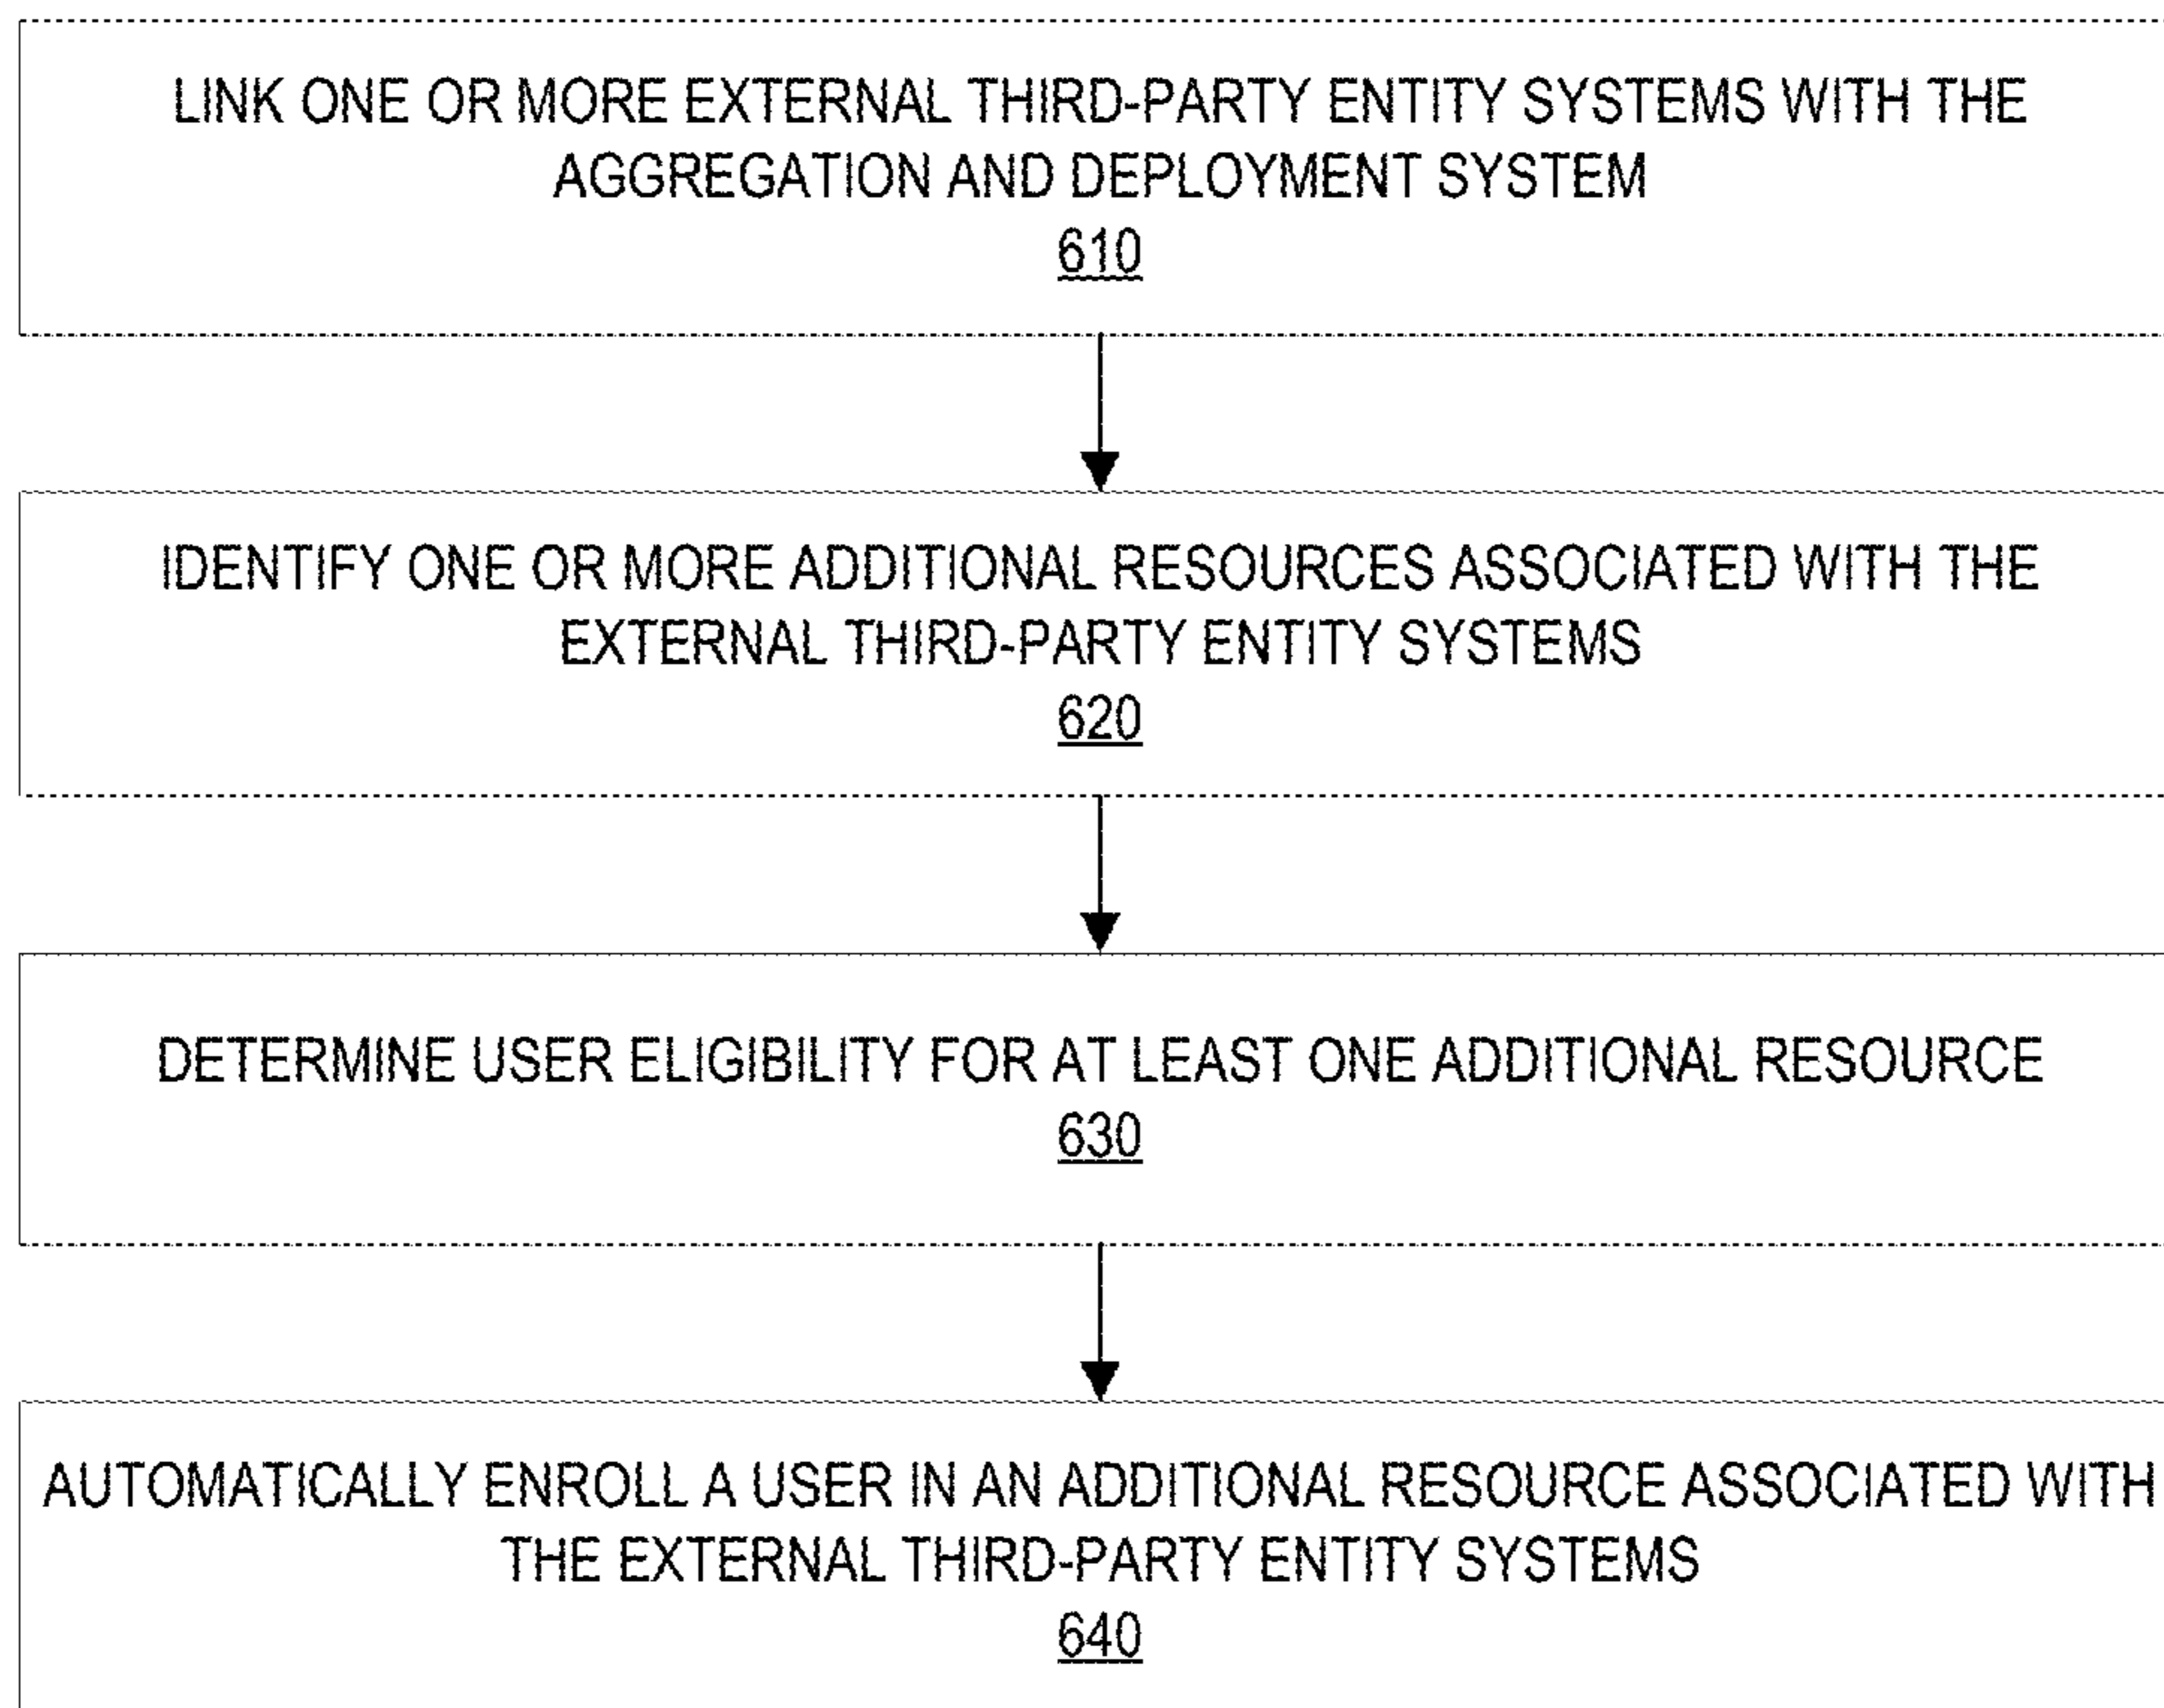 LINK ONE OR MORE EXTERNAL THIRD-PARTY ENTITY SYSTEMS WITH THE
AGGREGATION AND DEPLOYMENT SYSTEM
610
IDENTIFY ONE OR MORE ADDITIONAL RESOURCES ASSOCIATED WITH THE
EXTERNAL THIRD-PARTY ENTITY SYSTEMS
620
DETERMINE USER ELIGIBILITY FOR AT LEAST ONE ADDITIONAL RESOURCE
630
AUTOMATICALLY ENROLL A USER IN AN ADDITIONAL RESOURCE ASSOCIATED WITH
THE EXTERNAL THIRD-PARTY ENTITY SYSTEMS
640